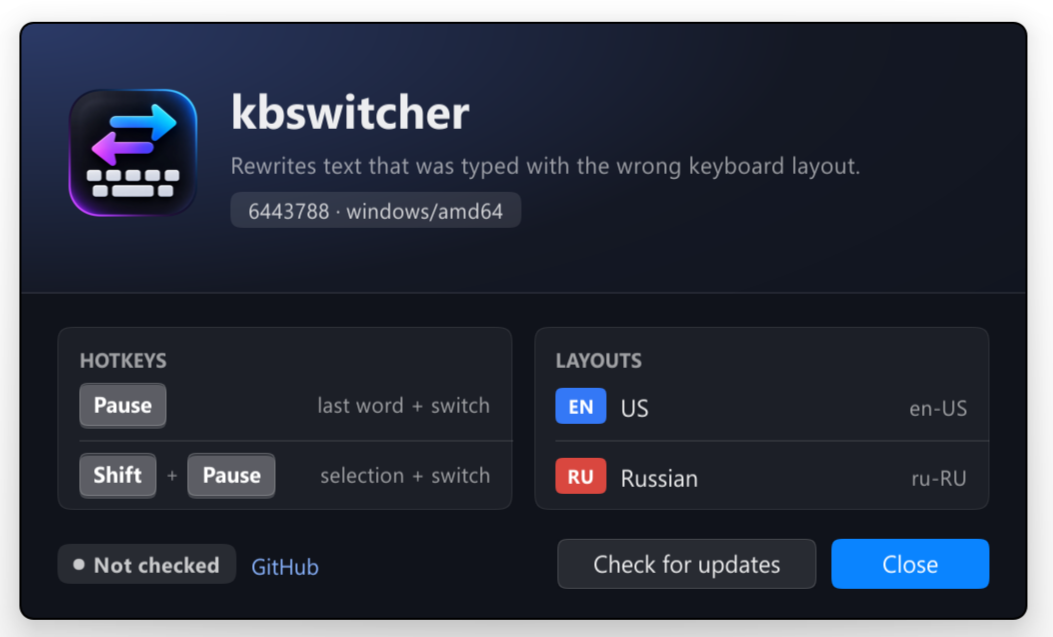 kbswitcher
Rewrites text that was typed with the wrong keyboard layout.
6443788 · windows/amd64
HOTKEYS
Pause last word + switch
Shift + Pause selection + switch
LAYOUTS
EN US en-US
RU Russian ru-RU
Not checked GitHub Check for updates Close